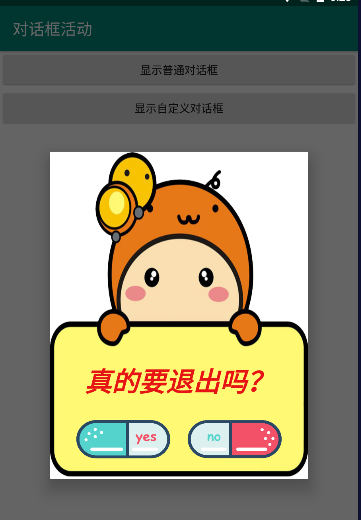 对话框活动
显示普通对话框
显示自定义对话框
真的要退出吗?
yes
no